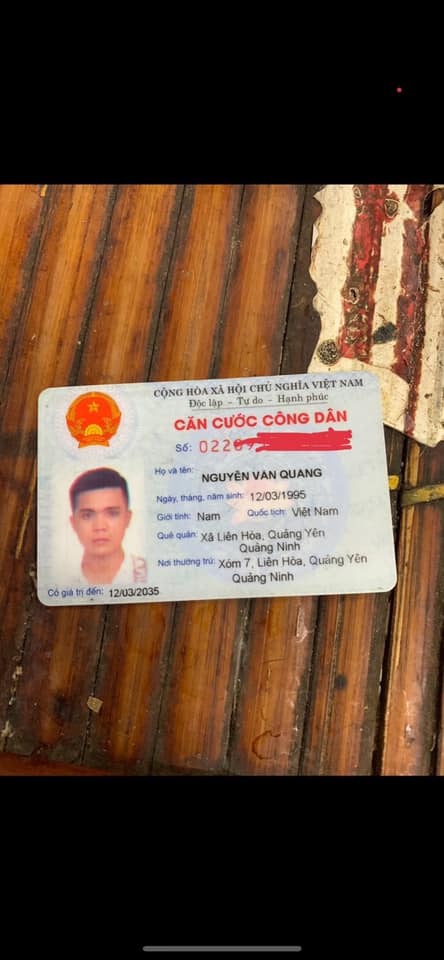 CỘNG HÒA XÃ HỘI CHỦ NGHĨA VIỆT NAM
Độc lập - Tự do - Hạnh phúc
CĂN CƯỚC CÔNG DÂN
Số: 0220
Họ và tên: NGUYỄN VĂN QUANG
Ngày, tháng, năm sinh: 12/03/1995
Giới tính: Nam Quốc tịch: Việt Nam
Quê quán: Xã Liên Hòa, Quảng Yên
Quảng Ninh
Nơi thường trú: Xóm 7, Liên Hòa, Quảng Yên
Quảng Ninh
Có giá trị đến: 12/03/2035